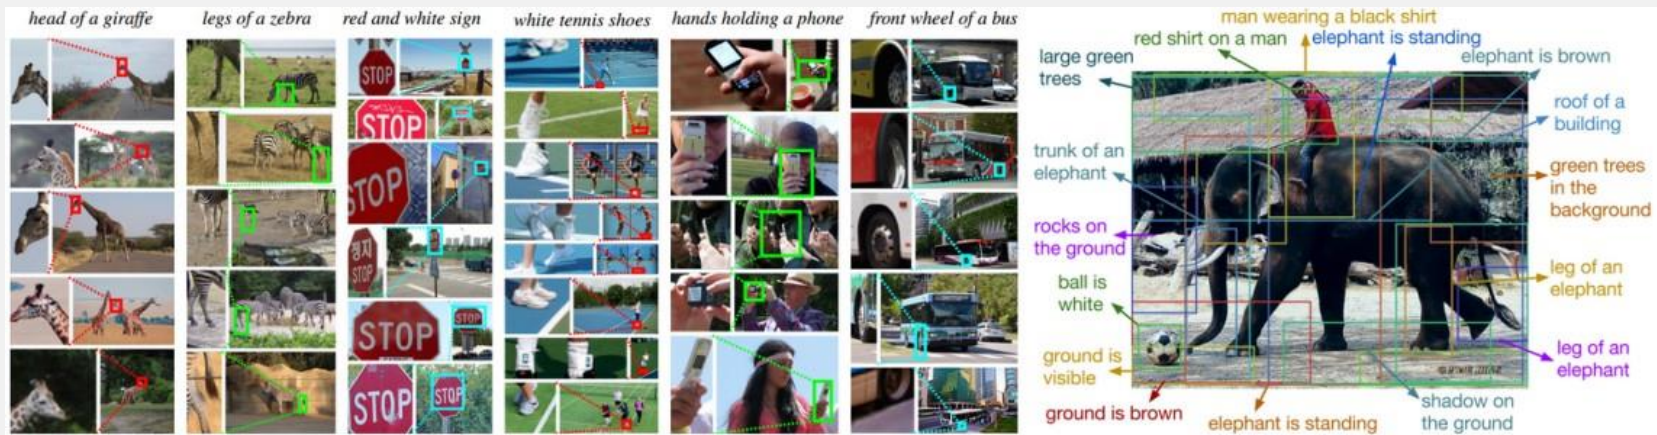 head of a giraffe
legs of a zebra
red and white sign
white tennis shoes
hands holding a phone
front wheel of a bus
STOP
STOP
STOP
정지
STOP
STOP
STOP
STOP
STOP
man wearing a black shirt
red shirt on a man
elephant is standing
large green
trees
elephant is brown
roof of a
building
trunk of an
elephant
green trees
in the
background
rocks on
the ground
leg of an
elephant
ball is
white
leg of an
elephant
ground is
visible
ground is brown
elephant is standing
shadow on
the ground